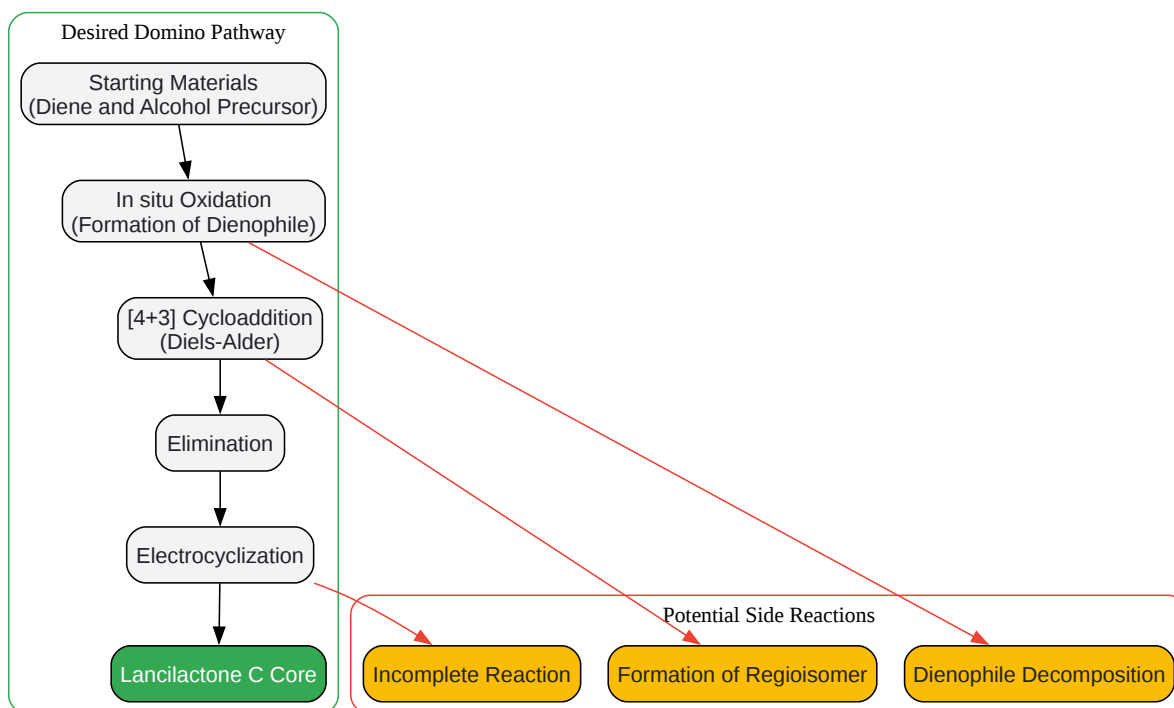 Desired Domino Pathway
Starting Materials
(Diene and Alcohol Precursor)
In situ Oxidation
(Formation of Dienophile)
[4+3] Cycloaddition
(Diels-Alder)
Elimination
Electrocyclization
Lancilactone C Core
Potential Side Reactions
Incomplete Reaction
Formation of Regioisomer
Dienophile Decomposition